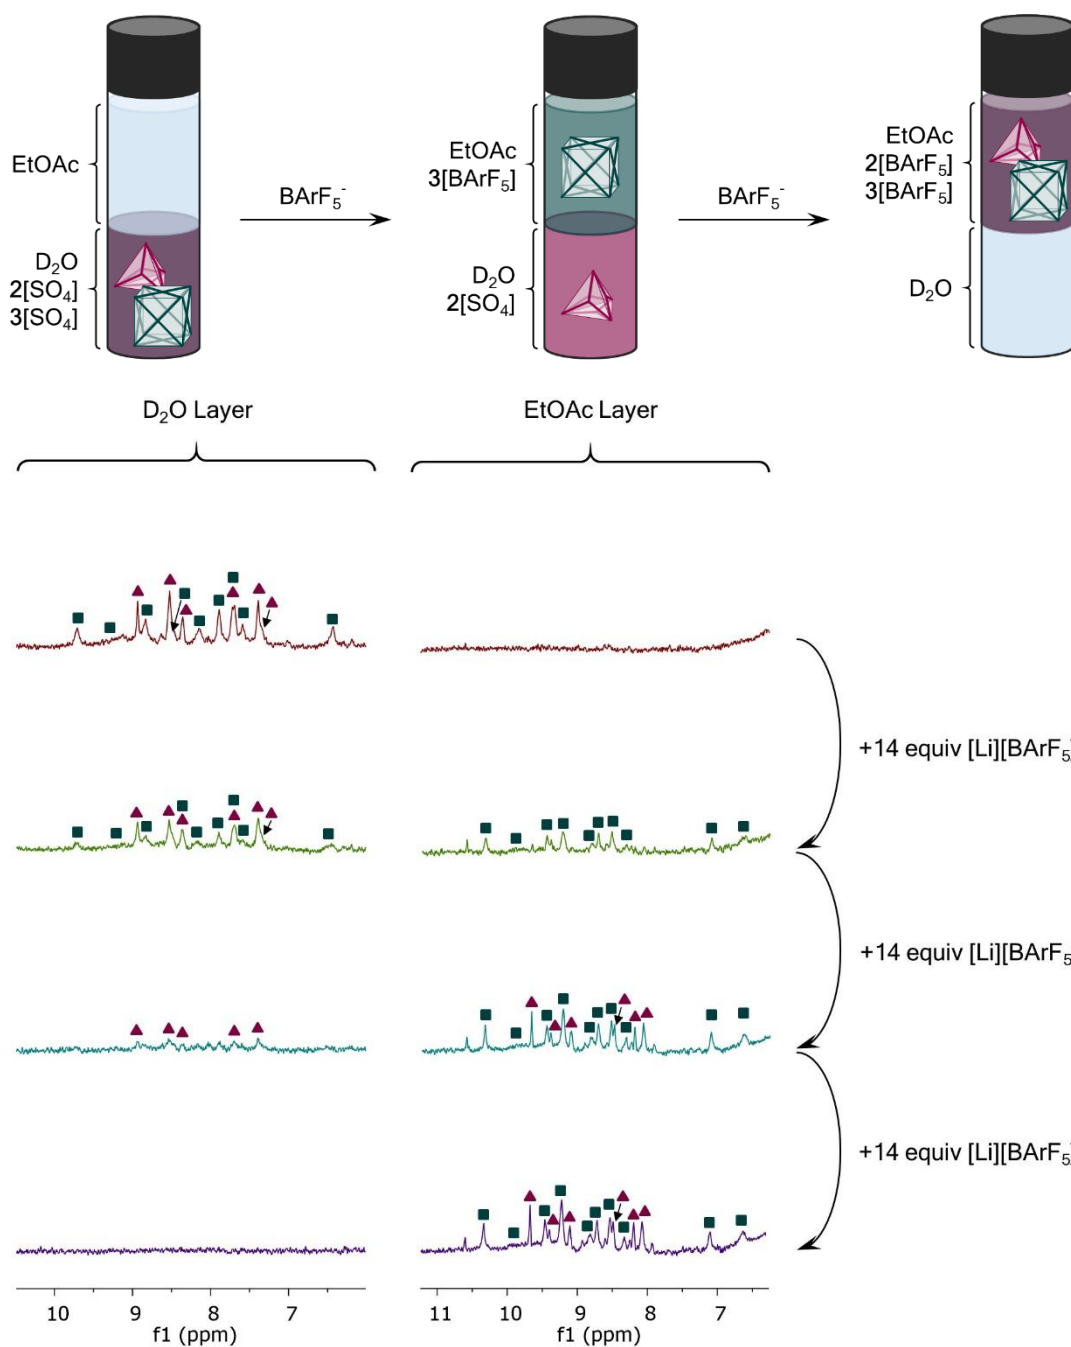 EtOAc
D₂O
2[SO₄]
3[SO₄]
BArF₅⁻
EtOAc
3[BArF₅]
D₂O
2[SO₄]
BArF₅⁻
EtOAc
2[BArF₅]
3[BArF₅]
D₂O
D₂O Layer
EtOAc Layer
+14 equiv [Li][BArF₅]
+14 equiv [Li][BArF₅
+14 equiv [Li][BArF₅]
10 9 8 7
f1 (ppm)
11 10 9 8 7
f1 (ppm)